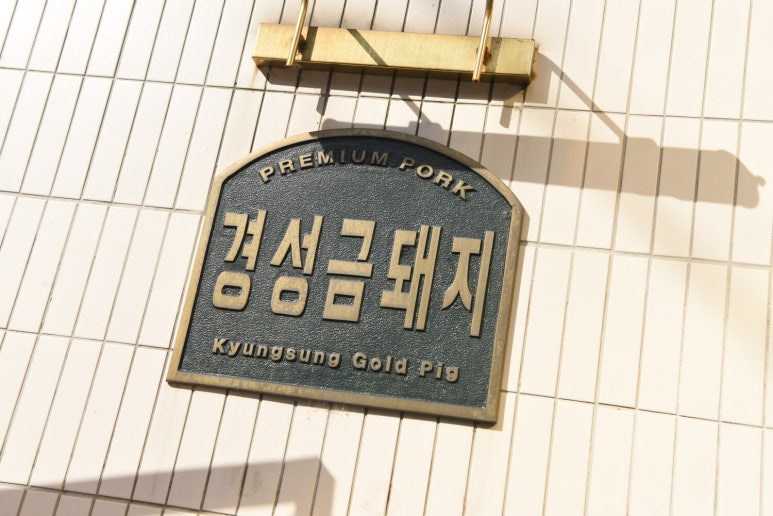 PREMIUM PORK
경성금돼지
Kyungsung Gold Pig